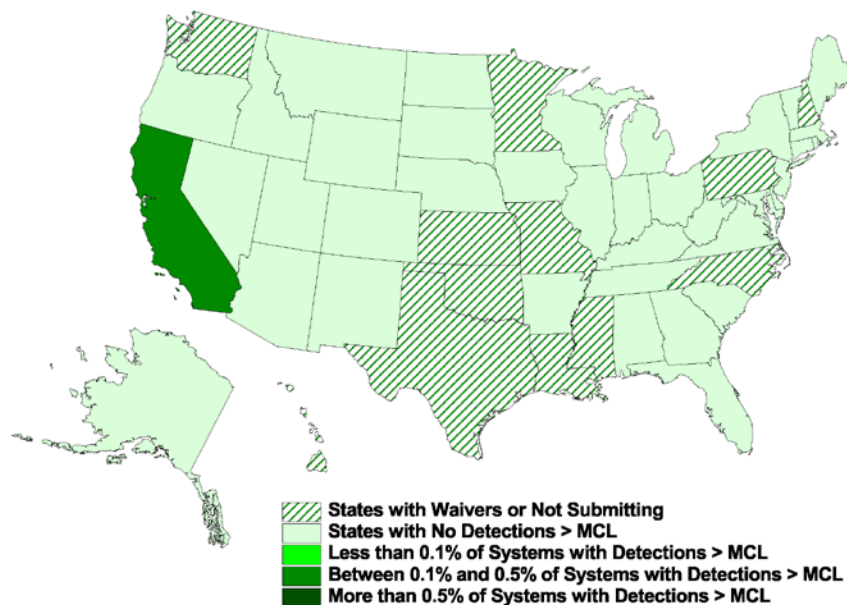 States with Waivers or Not Submitting
States with No Detections > MCL
Less than 0.1% of Systems with Detections > MCL
Between 0.1% and 0.5% of Systems with Detections > MCL
More than 0.5% of Systems with Detections > MCL